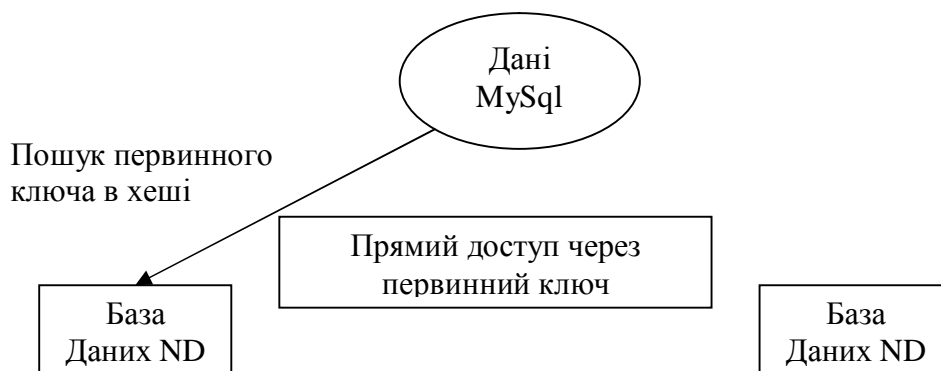 Дані
MySql
Пошук первинного
ключа в хеші
Прямий доступ через
первинний ключ
База
Даних ND
База
Даних ND